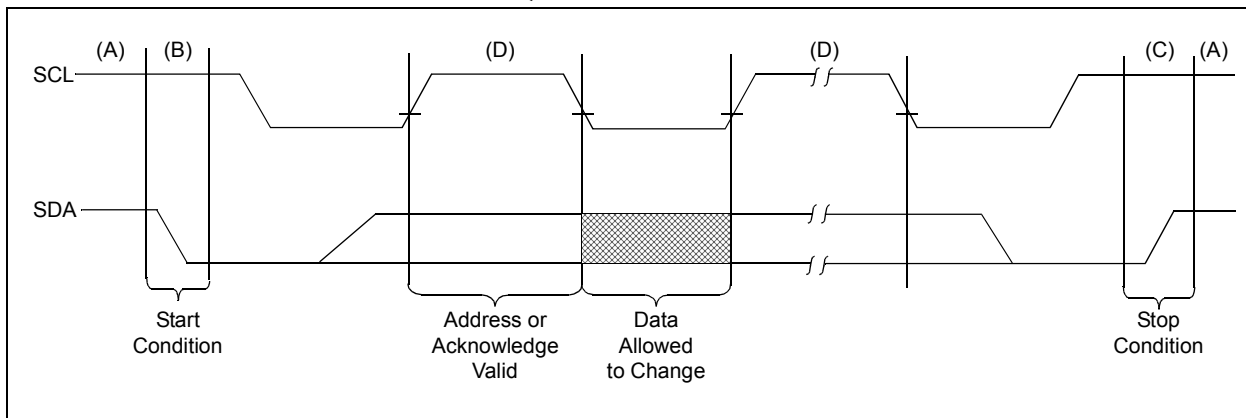 (A) (B) (D) (D) (C) (A)
SCL
SDA
Start
Condition
Address or
Acknowledge
Valid
Data
Allowed
to Change
Stop
Condition